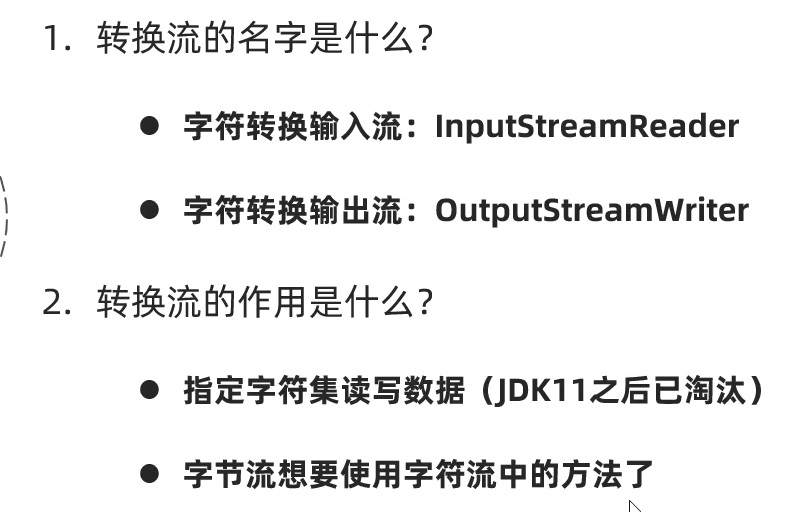 1. 转换流的名字是什么？
● 字符转换输入流：InputStreamReader
● 字符转换输出流：OutputStreamWriter
2. 转换流的作用是什么？
● 指定字符集读写数据（JDK11之后已淘汰）
● 字节流想要使用字符流中的方法了